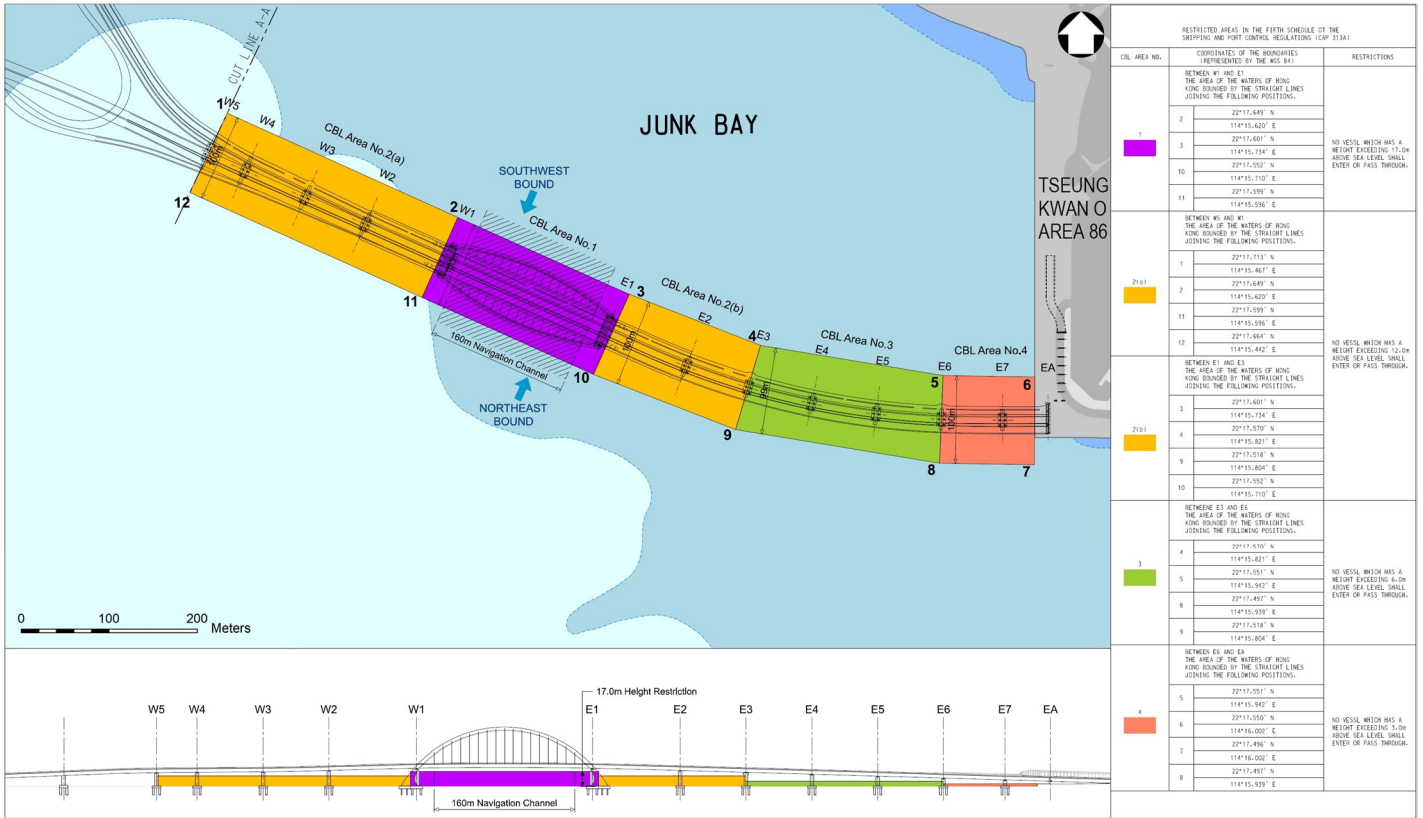 CUT LINE A-A
JUNK BAY
TSEUNG
KWAN O
AREA 86
1
W5
W4
CBL Area No.2(a)
W3
W2
100m
12
SOUTHWEST
BOUND
2
W1
CBL Area No.1
11
160m Navigation Channel
NORTHEAST
BOUND
10
E1
3
CBL Area No.2(b)
E2
100m
4
E3
9
CBL Area No.3
E4
E5
99m
5
E6
8
CBL Area No.4
E7
6
EA
100m
7
0 100 200 Meters
17.0m Height Restriction
W5 W4 W3 W2 W1 E1 E2 E3 E4 E5 E6 E7 EA
160m Navigation Channel
RESTRICTED AREAS IN THE FIFTH SCHEDULE OT THE
SHIPPING AND PORT CONTROL REGULATIONS (CAP 313A)
CBL AREA NO.
COORDINATES OF THE BOUNDARIES
(REPRESENTED BY THE WGS 84)
RESTRICTIONS
1
BETWEEN W1 AND E1
THE AREA OF THE WATERS OF HONG
KONG BOUNDED BY THE STRAIGHT LINES
JOINING THE FOLLOWING POSITIONS.
2
22°17.649' N
114°15.620' E
3
22°17.601' N
114°15.734' E
10
22°17.552' N
114°15.710' E
11
22°17.599' N
114°15.596' E
NO VESSL WHICH HAS A
HEIGHT EXCEEDING 17.0m
ABOVE SEA LEVEL SHALL
ENTER OR PASS THROUGH.
2(a)
BETWEEN W5 AND W1
THE AREA OF THE WATERS OF HONG
KONG BOUNDED BY THE STRAIGHT LINES
JOINING THE FOLLOWING POSITIONS.
1
22°17.713' N
114°15.467' E
2
22°17.649' N
114°15.620' E
11
22°17.599' N
114°15.596' E
12
22°17.664' N
114°15.442' E
NO VESSL WHICH HAS A
HEIGHT EXCEEDING 12.0m
ABOVE SEA LEVEL SHALL
ENTER OR PASS THROUGH.
2(b)
BETWEEN E1 AND E3
THE AREA OF THE WATERS OF HONG
KONG BOUNDED BY THE STRAIGHT LINES
JOINING THE FOLLOWING POSITIONS.
3
22°17.601' N
114°15.734' E
4
22°17.570' N
114°15.821' E
9
22°17.518' N
114°15.804' E
10
22°17.552' N
114°15.710' E
3
BETWEENE E3 AND E6
THE AREA OF THE WATERS OF HONG
KONG BOUNDED BY THE STRAIGHT LINES
JOINING THE FOLLOWING POSITIONS.
4
22°17.570' N
114°15.821' E
5
22°17.551' N
114°15.942' E
8
22°17.497' N
114°15.939' E
9
22°17.518' N
114°15.804' E
NO VESSL WHICH HAS A
HEIGHT EXCEEDING 6.0m
ABOVE SEA LEVEL SHALL
ENTER OR PASS THROUGH.
4
BETWEEN E6 AND EA
THE AREA OF THE WATERS OF HONG
KONG BOUNDED BY THE STRAIGHT LINES
JOINING THE FOLLOWING POSITIONS.
5
22°17.551' N
114°15.942' E
6
22°17.550' N
114°16.002' E
7
22°17.496' N
114°16.002' E
8
22°17.497' N
114°15.939' E
NO VESSL WHICH HAS A
HEIGHT EXCEEDING 3.0m
ABOVE SEA LEVEL SHALL
ENTER OR PASS THROUGH.